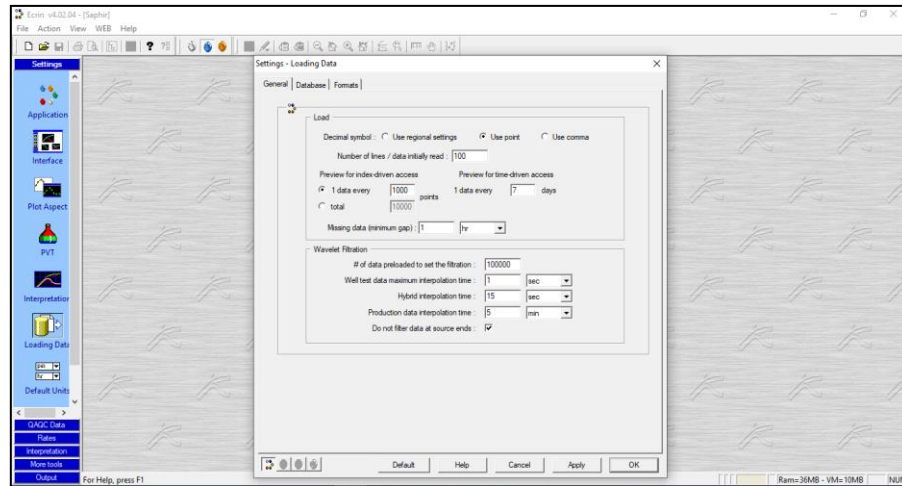 Ecrin v4.02.04 - [Saphir]
File Action View WEB Help
Settings
Application
Interface
Plot Aspect
PVT
Interpretation
Loading Data
psi
hr
Default Units
QAQC Data
Rates
Interpretation
More tools
Output
Settings - Loading Data
General Database Formats
Load
Decimal symbol : Use regional settings Use point Use comma
Number of lines / data initially read : 100
Preview for index-driven access Preview for time-driven access
1 data every 1000 points 1 data every 7 days
total 10000
Missing data (minimum gap) : 1 hr
Wavelet Filtration
# of data preloaded to set the filtration : 100000
Well test data maximum interpolation time : 1 sec
Hybrid interpolation time : 15 sec
Production data interpolation time : 5 min
Do not filter data at source ends :
Default Help Cancel Apply OK
For Help, press F1
Ram=36MB - VM=10MB NUM